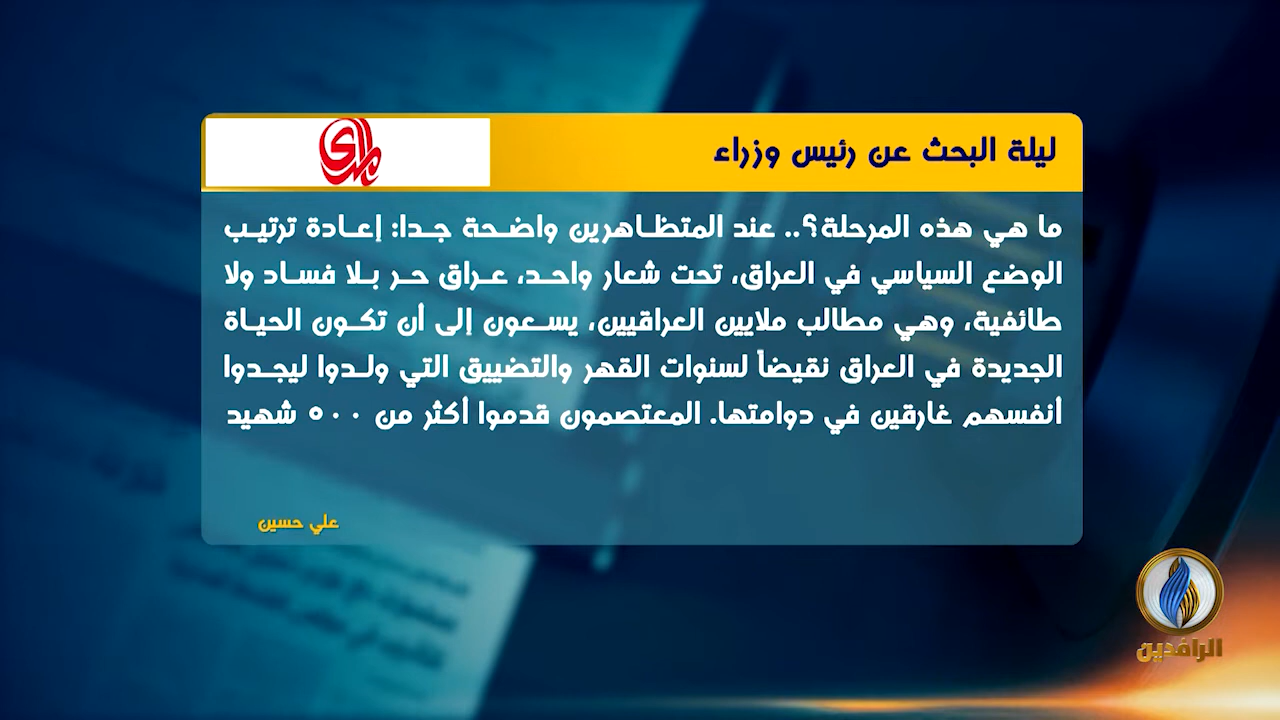 ليلة البحث عن رئيس وزراء
المدى
ما هي هذه المرحلة؟.. عند المتظاهرين واضحة جدا: إعادة ترتيب
الوضع السياسي في العراق، تحت شعار واحد، عراق حر بلا فساد ولا
طائفية، وهي مطالب ملايين العراقيين، يسعون إلى أن تكون الحياة
الجديدة في العراق نقيضاً لسنوات القهر والتضييق التي ولدوا ليجدوا
أنفسهم غارقين في دوامتها. المعتصمون قدموا أكثر من ٥٠٠ شهيد
علي حسين
الرافدين